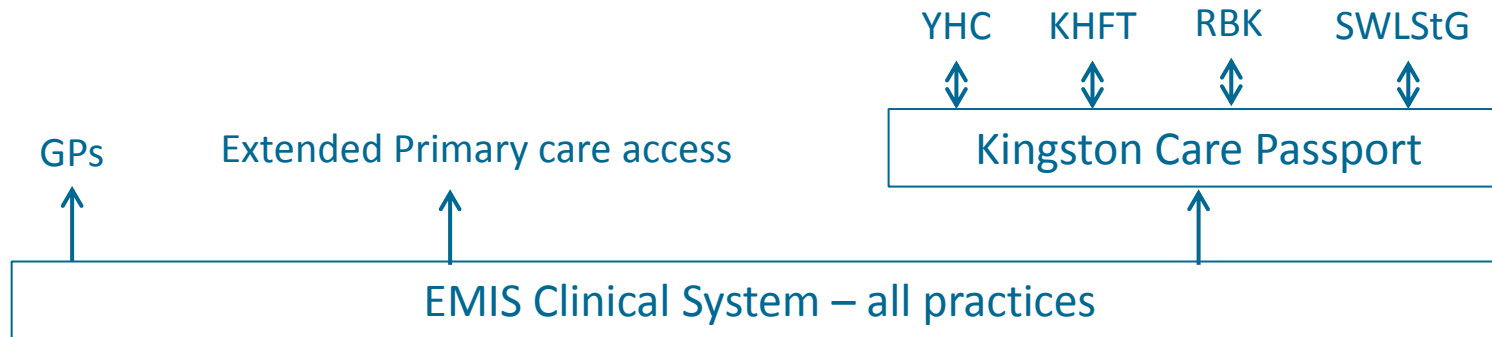 YHC KHFT RBK SWLStG
GPs Extended Primary care access Kingston Care Passport
EMIS Clinical System – all practices